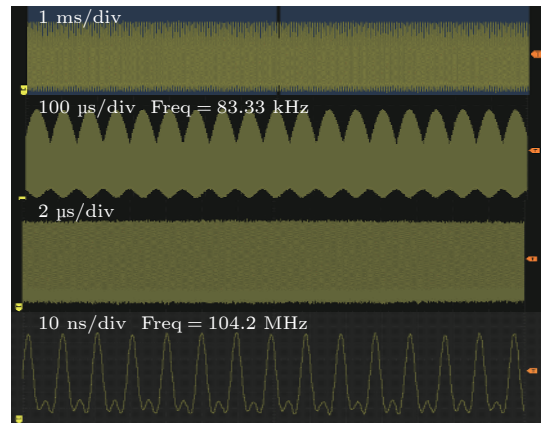 1 ms/div
100 µs/div Freq = 83.33 kHz
2 µs/div
10 ns/div Freq = 104.2 MHz